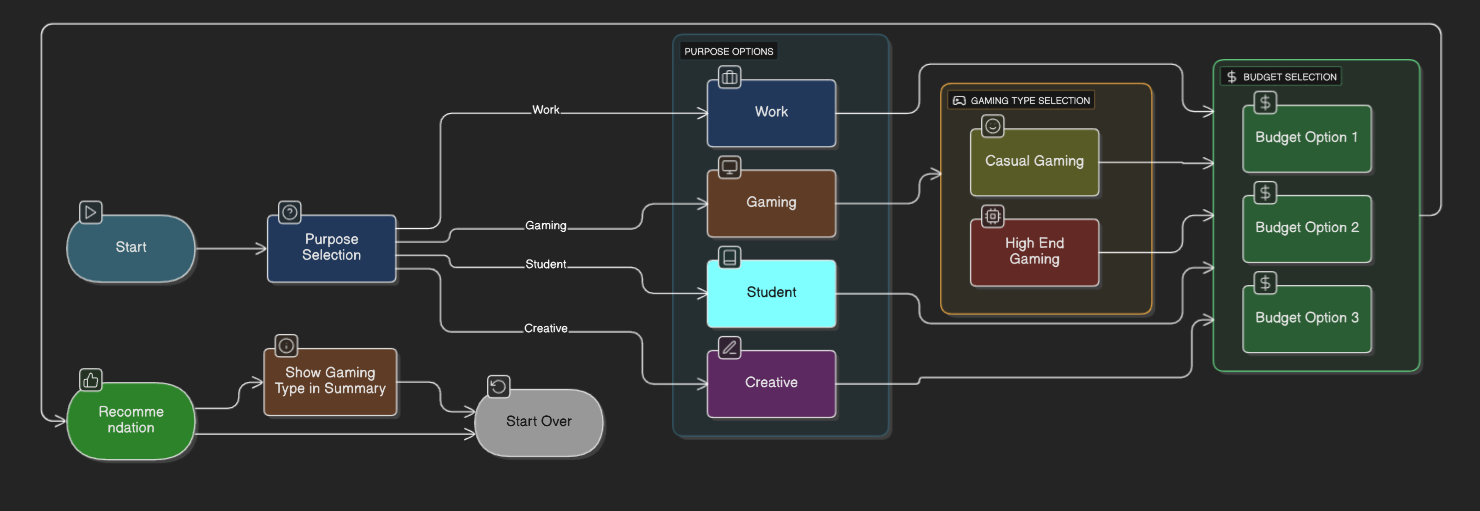 PURPOSE OPTIONS
BUDGET SELECTION
GAMING TYPE SELECTION
Work
Work
Budget Option 1
Casual Gaming
Gaming
Gaming
Budget Option 2
Start
Purpose
Selection
High End
Gaming
Student
Student
Budget Option 3
Creative
Show Gaming
Type in Summary
Creative
Recomme
ndation
Start Over